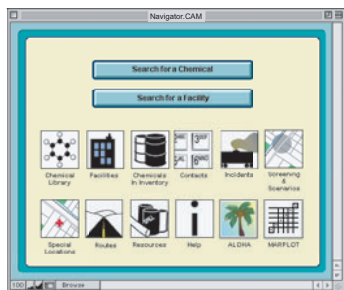 Navigator.CAM
Search for a Chemical
Search for a Facility
Chemical
Library
Facilities
Chemicals
In Inventory
Contacts
Incidents
Screening
&
Scenarios
Special
Locations
Routes
Resources
Help
ALOHA
MARPLOT
100
Browse